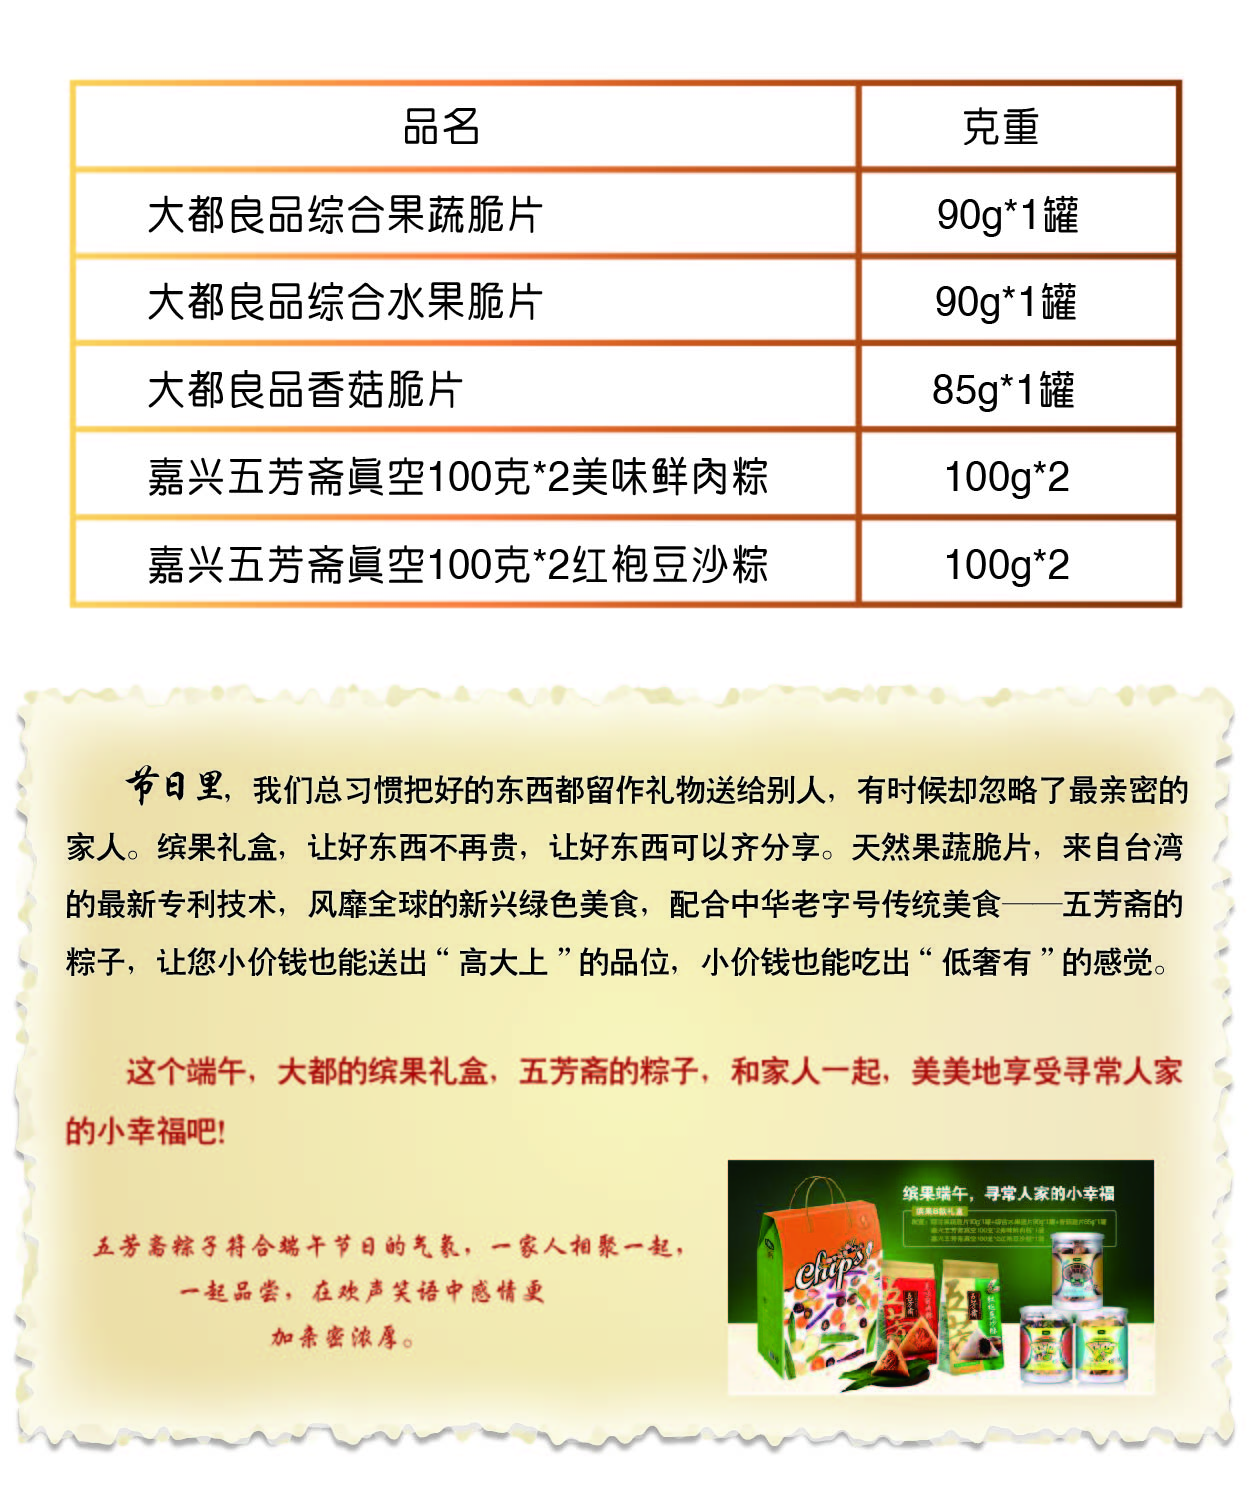 品名 克重
大都良品综合果蔬脆片 90g*1罐
大都良品综合水果脆片 90g*1罐
大都良品香菇脆片 85g*1罐
嘉兴五芳斋眞空100克*2美味鲜肉粽 100g*2
嘉兴五芳斋眞空100克*2红袍豆沙粽 100g*2
节日里，我们总习惯把好的东西都留作礼物送给别人，有时候却忽略了最亲密的
家人。缤果礼盒，让好东西不再贵，让好东西可以齐分享。天然果蔬脆片，来自台湾
的最新专利技术，风靡全球的新兴绿色美食，配合中华老字号传统美食——五芳斋的
粽子，让您小价钱也能送出“高大上”的品位，小价钱也能吃出“低奢有”的感觉。
这个端午，大都的缤果礼盒，五芳斋的粽子，和家人一起，美美地享受寻常人家
的小幸福吧!
五芳斋粽子符合端午节日的气氛，一家人相聚一起，
一起品尝，在欢声笑语中感情更
加亲密浓厚。
缤果端午，寻常人家的小幸福
Chips
五芳
五芳斋
五芳
五芳斋